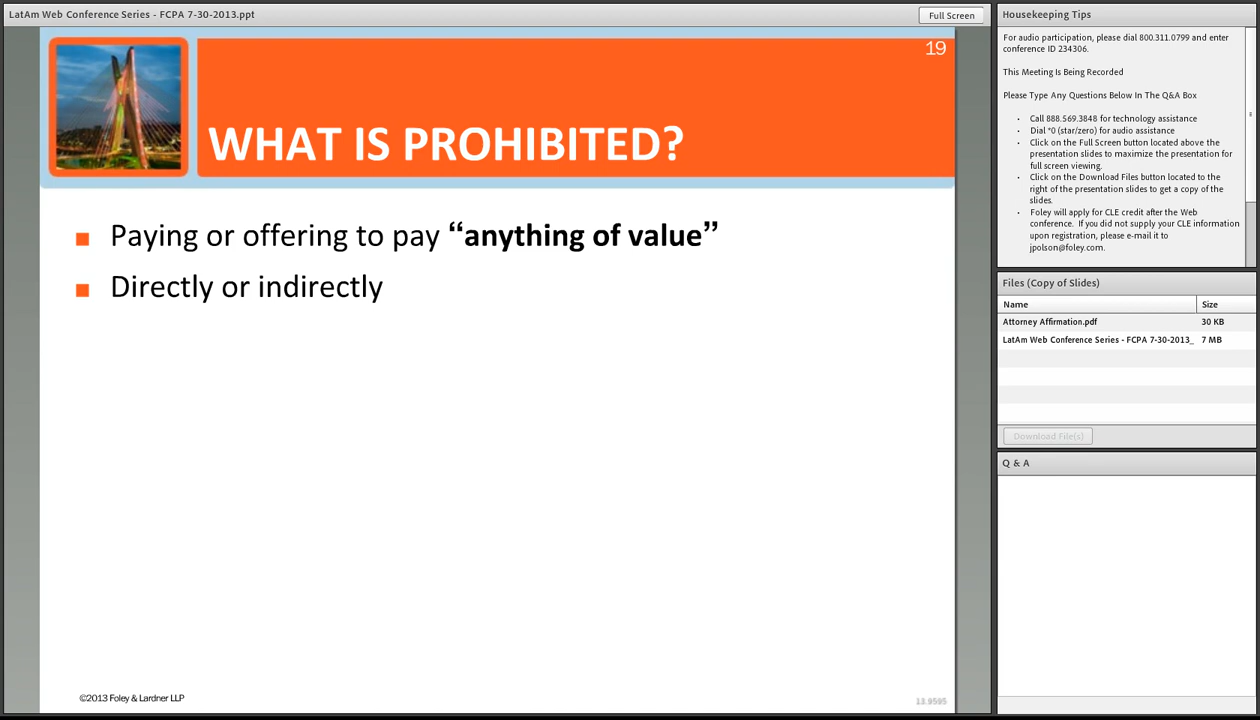 LatAm Web Conference Series - FCPA 7-30-2013.ppt
Full Screen
19
WHAT IS PROHIBITED?
■ Paying or offering to pay “anything of value”
■ Directly or indirectly
©2013 Foley & Lardner LLP
13.9595
Housekeeping Tips
For audio participation, please dial 800.311.0799 and enter
conference ID 234306.
This Meeting Is Being Recorded
Please Type Any Questions Below In The Q&A Box
• Call 888.569.3848 for technology assistance
• Dial *0 (star/zero) for audio assistance
• Click on the Full Screen button located above the
presentation slides to maximize the presentation for
full screen viewing.
• Click on the Download Files button located to the
right of the presentation slides to get a copy of the
slides.
• Foley will apply for CLE credit after the Web
conference. If you did not supply your CLE information
upon registration, please e-mail it to
jpolson@foley.com.
Files (Copy of Slides)
Name Size
Attorney Affirmation.pdf 30 KB
LatAm Web Conference Series - FCPA 7-30-2013_ 7 MB
Download File(s)
Q & A